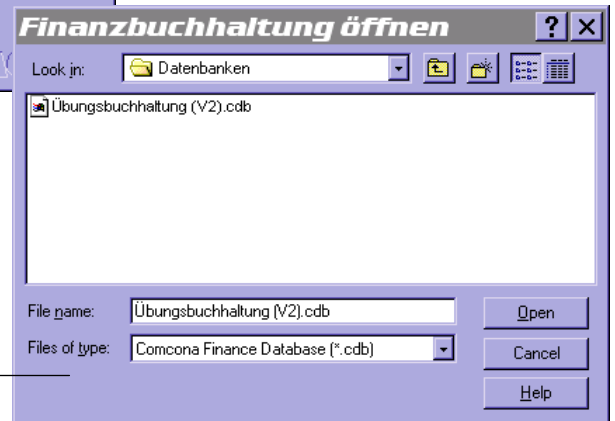 Finanzbuchhaltung öffnen
Look in: Datenbanken
Übungsbuchhaltung (V2).cdb
File name: Übungsbuchhaltung (V2).cdb Open
Files of type: Comcona Finance Database (*.cdb) Cancel
Help